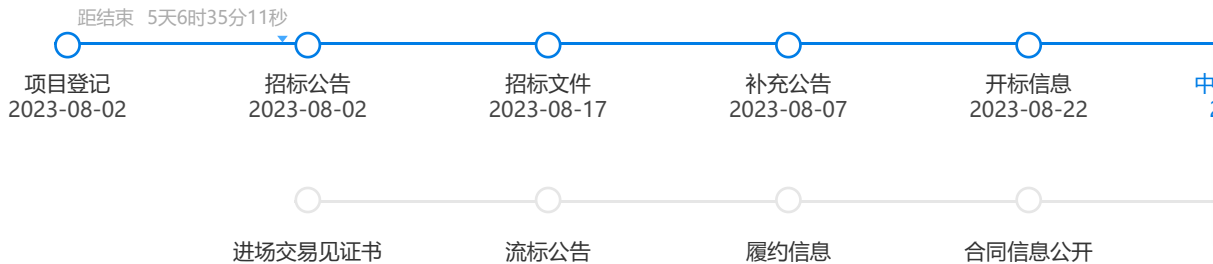 距结束 5天6时35分11秒
项目登记 招标公告 招标文件 补充公告 开标信息 中
2023-08-02 2023-08-02 2023-08-17 2023-08-07 2023-08-22
进场交易见证书 流标公告 履约信息 合同信息公开